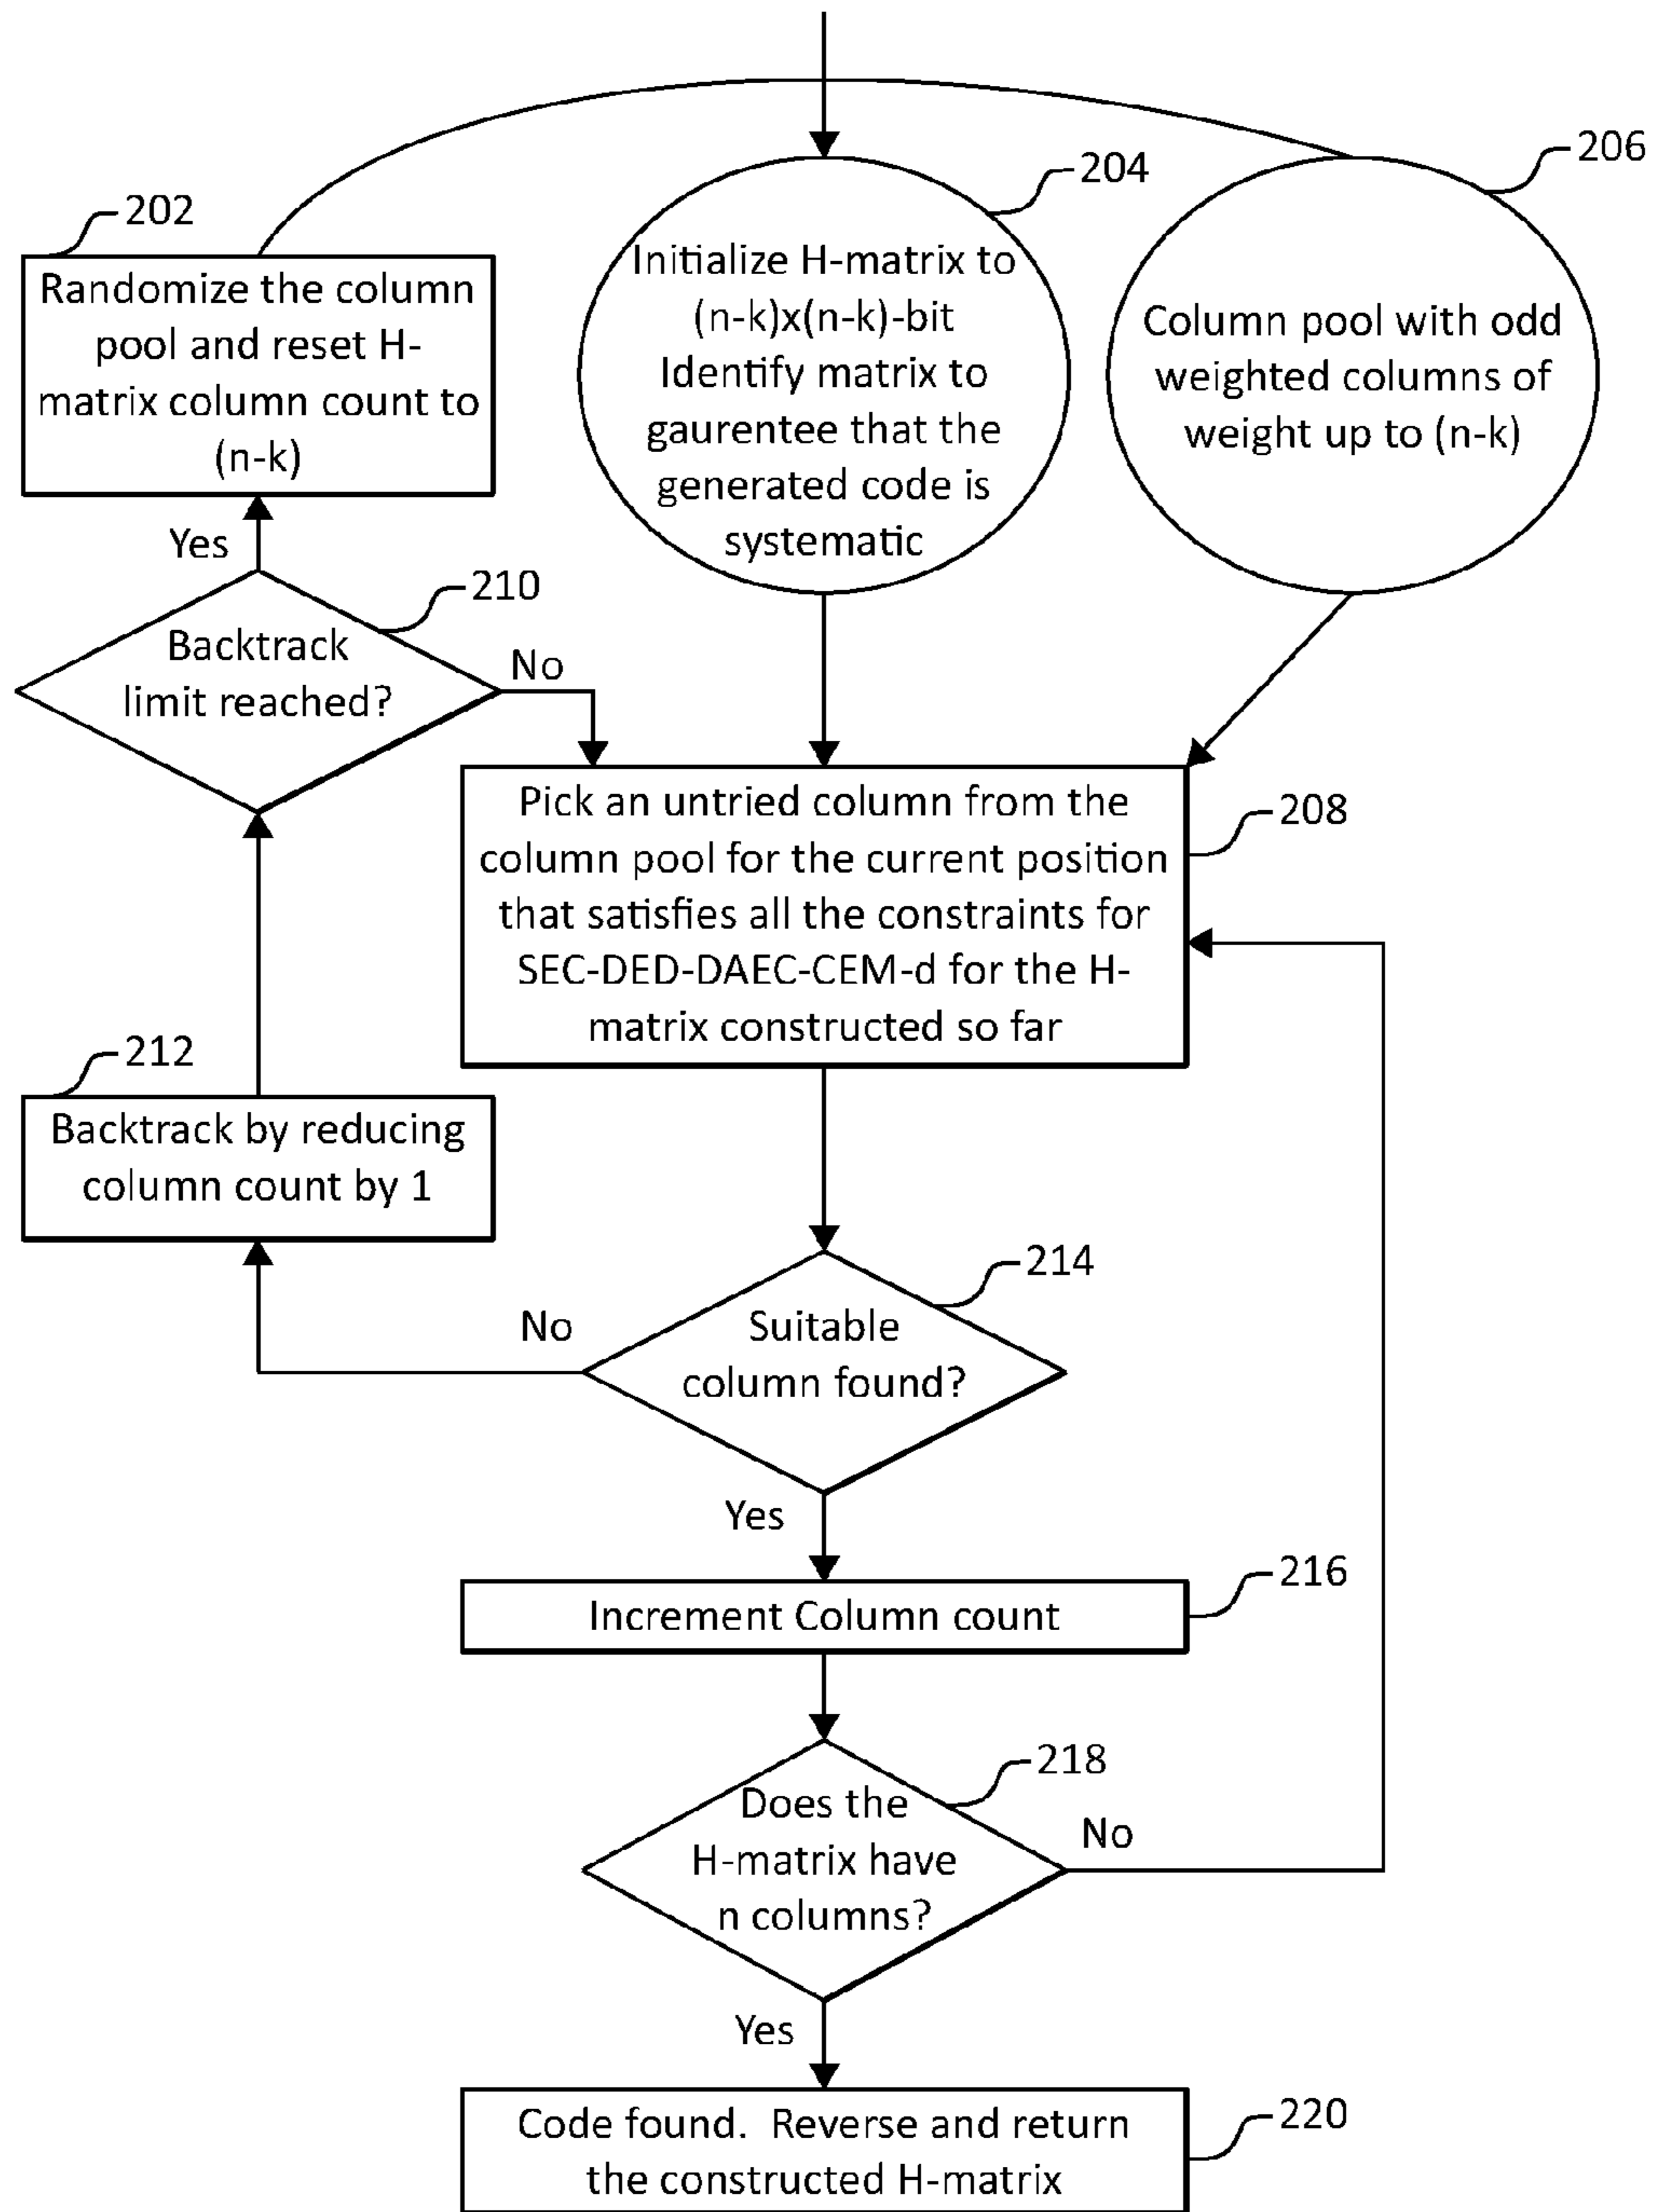 206
204
202
Randomize the column
pool and reset H-
matrix column count to
(n-k)
Initialize H-matrix to
(n-k)x(n-k)-bit
Identify matrix to
gaurentee that the
generated code is
systematic
Column pool with odd
weighted columns of
weight up to (n-k)
Yes
210
Backtrack
limit reached?
No
Pick an untried column from the
column pool for the current position
that satisfies all the constraints for
SEC-DED-DAEC-CEM-d for the H-
matrix constructed so far
208
212
Backtrack by reducing
column count by 1
214
No
Suitable
column found?
Yes
216
Increment Column count
218
Does the
H-matrix have
n columns?
No
Yes
Code found. Reverse and return
the constructed H-matrix
220